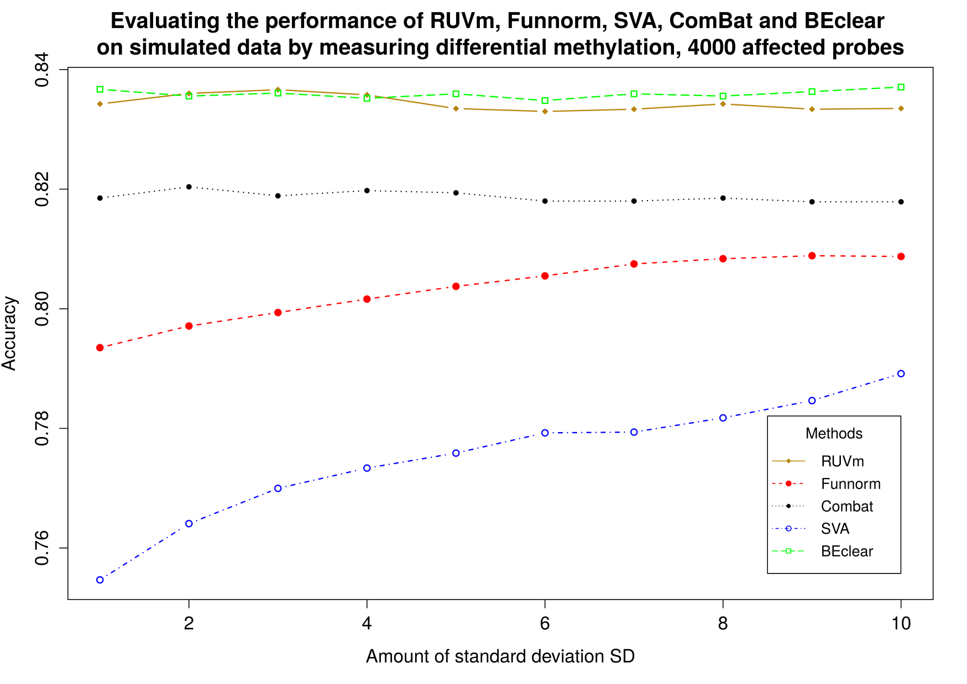 Evaluating the performance of RUVm, Funnorm, SVA, ComBat and BEclear
on simulated data by measuring differential methylation, 4000 affected probes
0.84
0.82
0.80
0.78
0.76
Accuracy
Methods
RUVm
Funnorm
Combat
SVA
BEclear
2
4
6
8
10
Amount of standard deviation SD